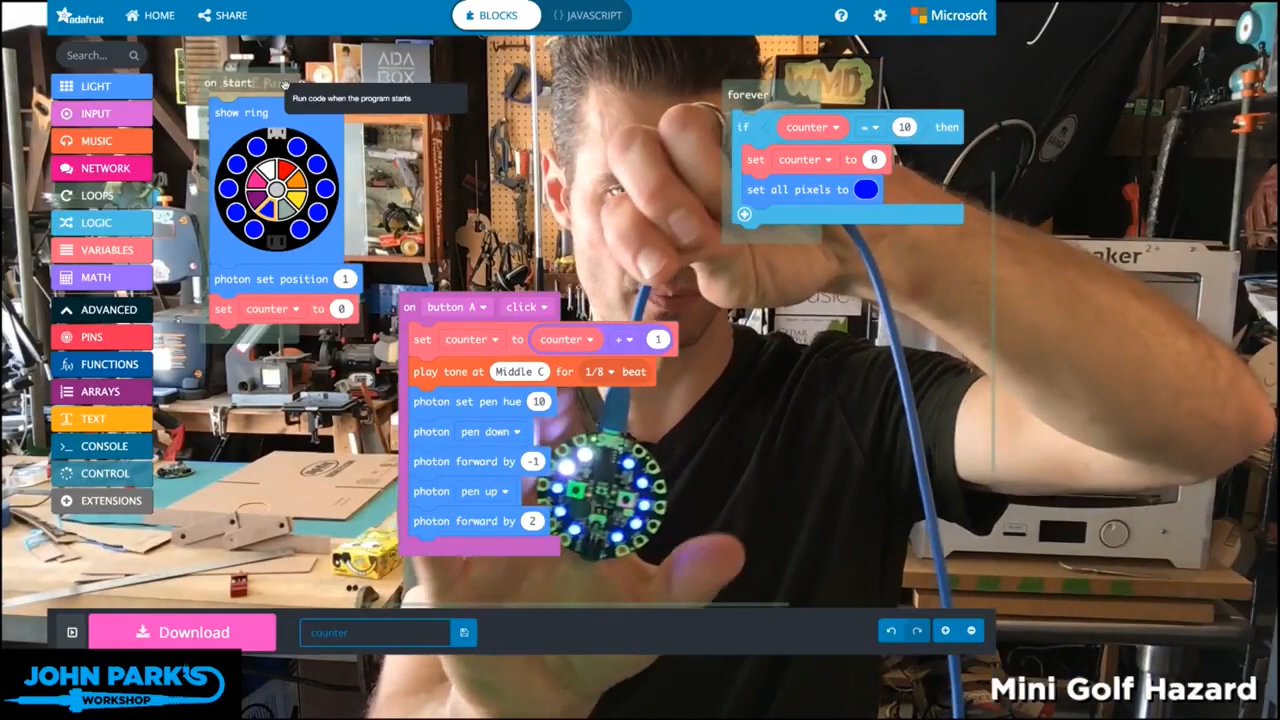 adafruit
HOME
SHARE
BLOCKS
{ } JAVASCRIPT
Microsoft
Search...
LIGHT
INPUT
MUSIC
NETWORK
LOOPS
LOGIC
VARIABLES
MATH
ADVANCED
PINS
FUNCTIONS
ARRAYS
TEXT
CONSOLE
CONTROL
EXTENSIONS
on start
Run code when the program starts
show ring
photon set position 1
set counter to 0
on button A click
set counter to counter + 1
play tone at Middle C for 1/8 beat
photon set pen hue 10
photon pen down
photon forward by -1
photon pen up
photon forward by 2
forever
if counter = 10 then
set counter to 0
set all pixels to
ADA
BOX
WMD
Download
counter
JOHN PARK'S
WORKSHOP
Mini Golf Hazard